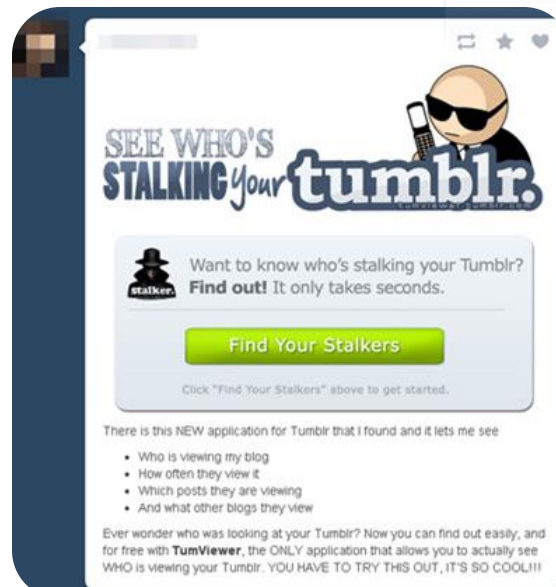 SEE WHO'S
STALKING your tumblr.
tumviewer.tumblr.com
Want to know who's stalking your Tumblr?
stalker.
Find out! It only takes seconds.
Find Your Stalkers
Click "Find Your Stalkers" above to get started.
There is this NEW application for Tumblr that I found and it lets me see
• Who is viewing my blog
• How often they view it
• Which posts they are viewing
• And what other blogs they view
Ever wonder who was looking at your Tumblr? Now you can find out easily, and
for free with TumViewer, the ONLY application that allows you to actually see
WHO is viewing your Tumblr. YOU HAVE TO TRY THIS OUT, IT'S SO COOL!!!